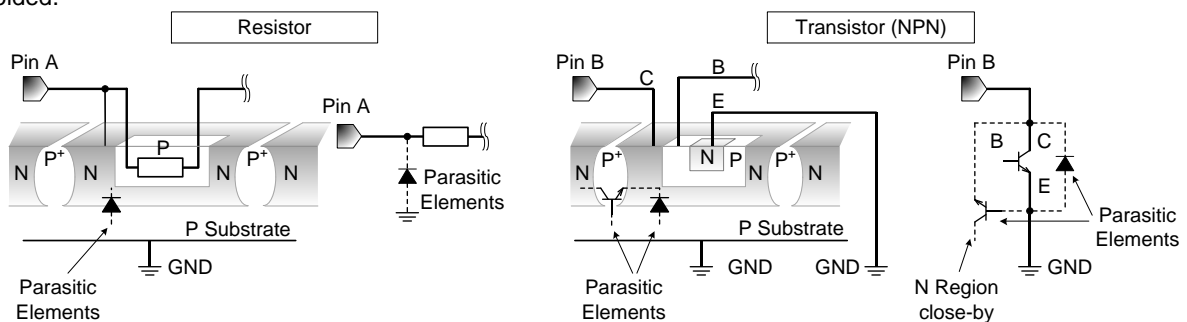 Resistor
Transistor (NPN)
Pin A
Pin A
N
P+
N
P
N
P+
N
Parasitic
Elements
P Substrate
GND
Parasitic
Elements
Pin B
C
B
E
N
P+
N
N
P
N
P+
N
P Substrate
GND
GND
Parasitic
Elements
Pin B
B
C
E
Parasitic
Elements
GND
N Region
close-by